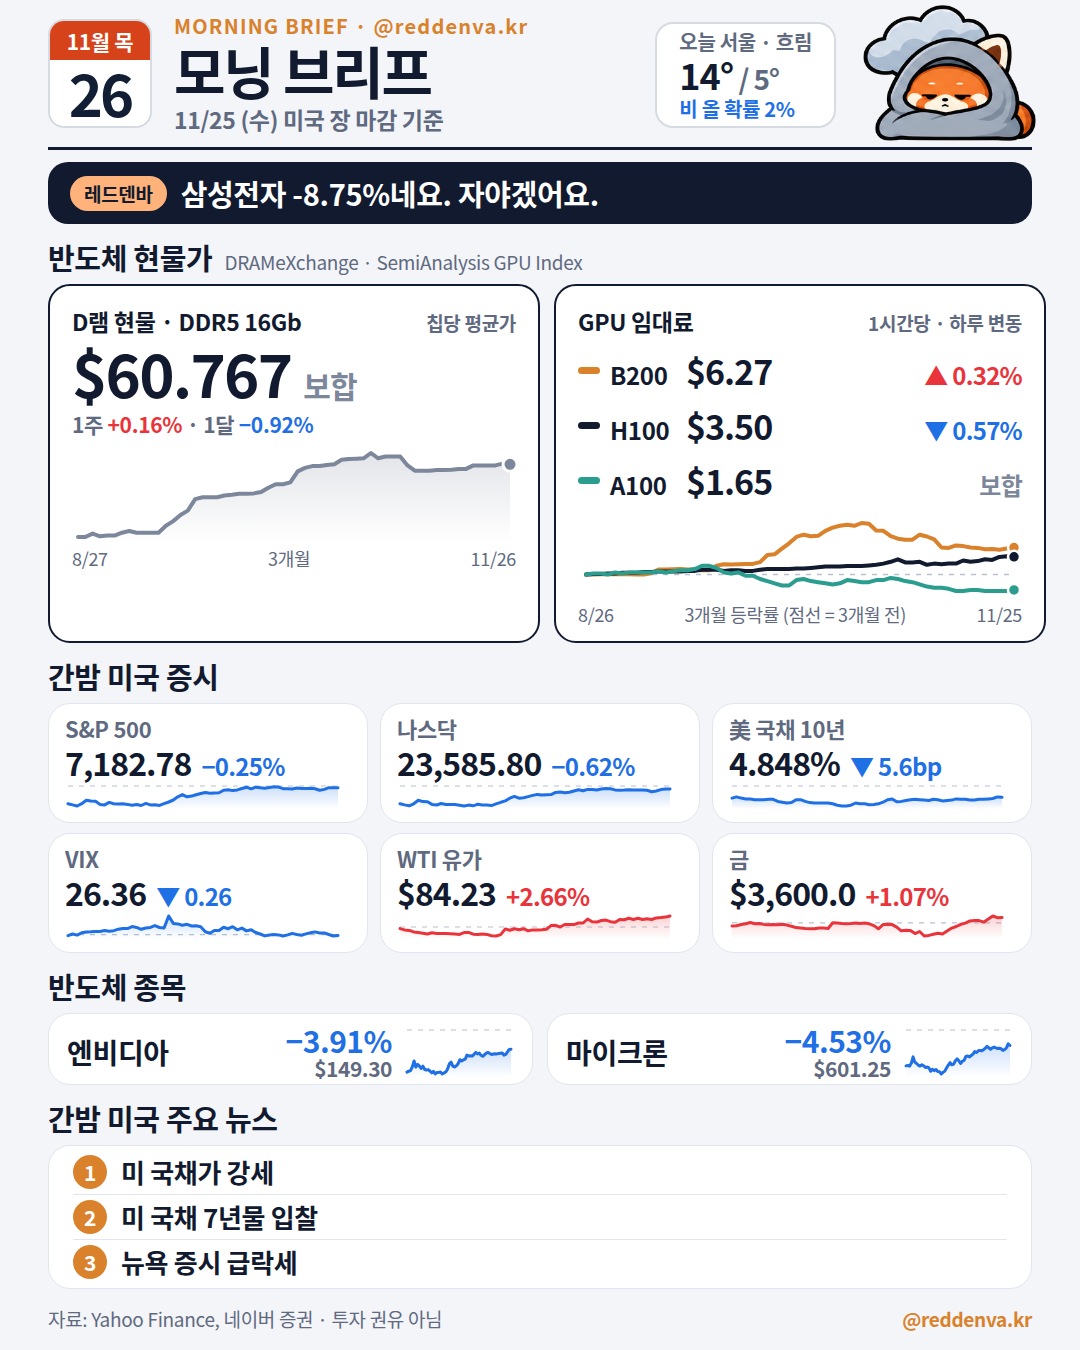 11월 목
26
MORNING BRIEF · @reddenva.kr
모닝 브리프
11/25 (수) 미국 장 마감 기준
오늘 서울 · 흐림
14° / 5°
비 올 확률 2%
레드덴바 삼성전자 -8.75%네요. 자야겠어요.
반도체 현물가 DRAMeXchange · SemiAnalysis GPU Index
D램 현물 · DDR5 16Gb 칩당 평균가
$60.767 보합
1주 +0.16% · 1달 −0.92%
8/27 3개월 11/26
GPU 임대료 1시간당 · 하루 변동
B200 $6.27 ▲ 0.32%
H100 $3.50 ▼ 0.57%
A100 $1.65 보합
8/26 3개월 등락률 (점선 = 3개월 전) 11/25
간밤 미국 증시
S&P 500
7,182.78 −0.25%
나스닥
23,585.80 −0.62%
美 국채 10년
4.848% ▼ 5.6bp
VIX
26.36 ▼ 0.26
WTI 유가
$84.23 +2.66%
금
$3,600.0 +1.07%
반도체 종목
엔비디아 −3.91%
$149.30
마이크론 −4.53%
$601.25
간밤 미국 주요 뉴스
1 미 국채가 강세
2 미 국채 7년물 입찰
3 뉴욕 증시 급락세
자료: Yahoo Finance, 네이버 증권 · 투자 권유 아님
@reddenva.kr